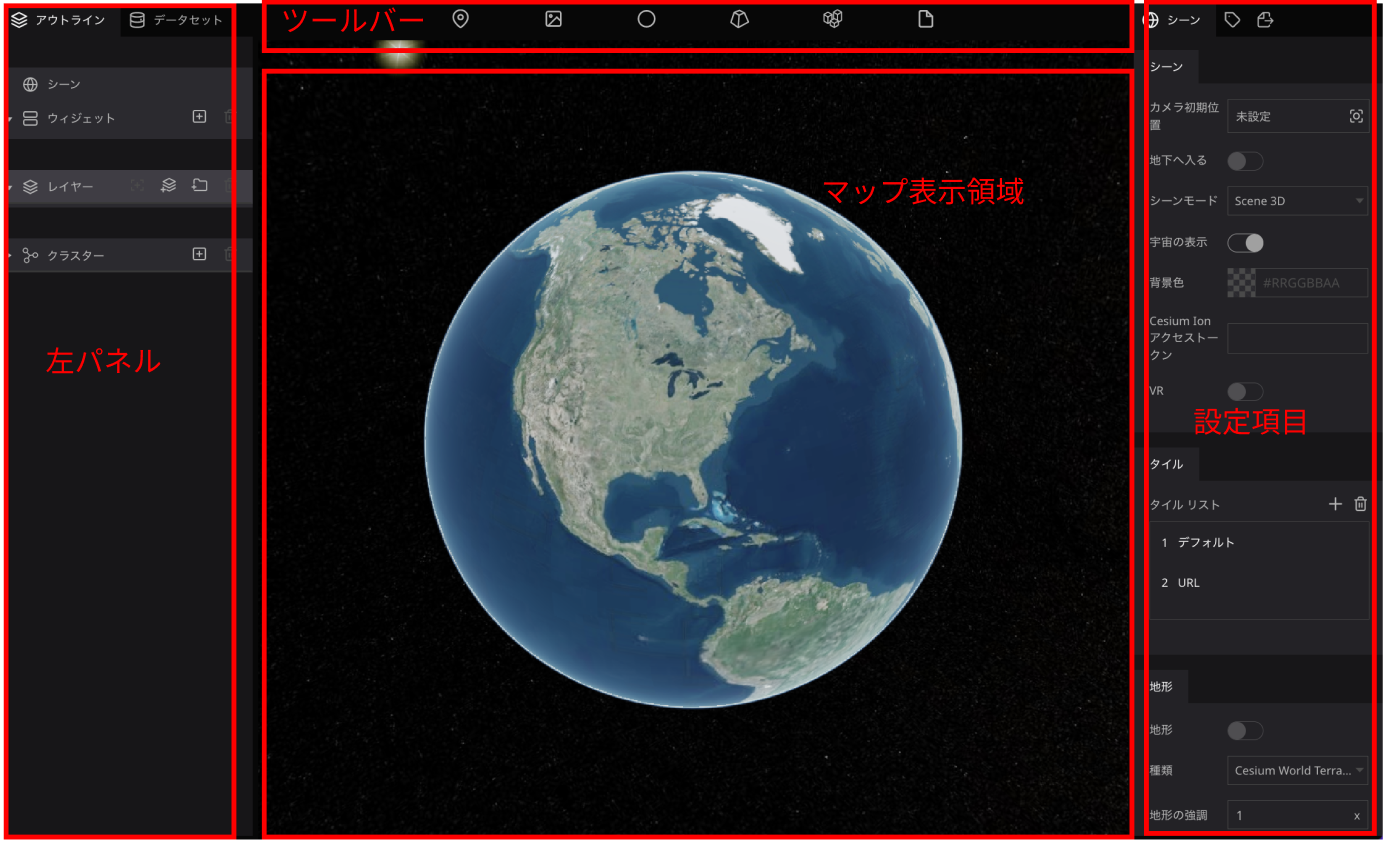 アウトライン
データセット
シーン
ウィジェット
レイヤー
クラスター
左パネル
ツールバー
マップ表示領域
シーン
シーン
カメラ初期位
置
未設定
地下へ入る
シーンモード
Scene 3D
宇宙の表示
背景色
#RRGGBBAA
Cesium Ion
アクセストー
クン
VR
設定項目
タイル
タイル リスト
1 デフォルト
2 URL
地形
地形
種類
Cesium World Terra...
地形の強調
1
x